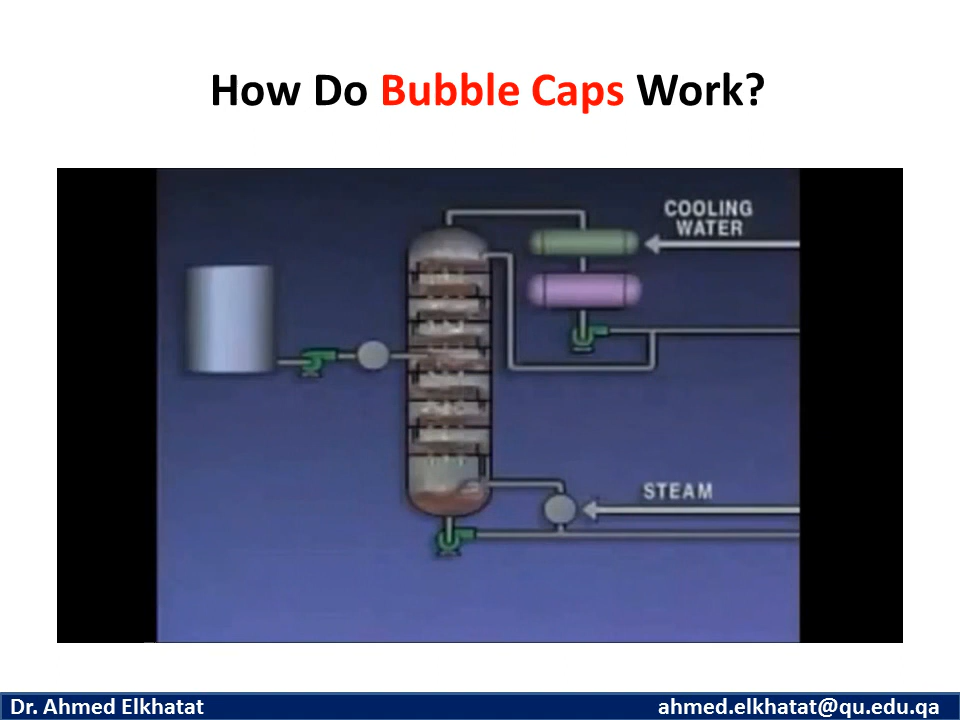 How Do Bubble Caps Work?
COOLING
WATER
STEAM
Dr. Ahmed Elkhatat
ahmed.elkhatat@qu.edu.qa